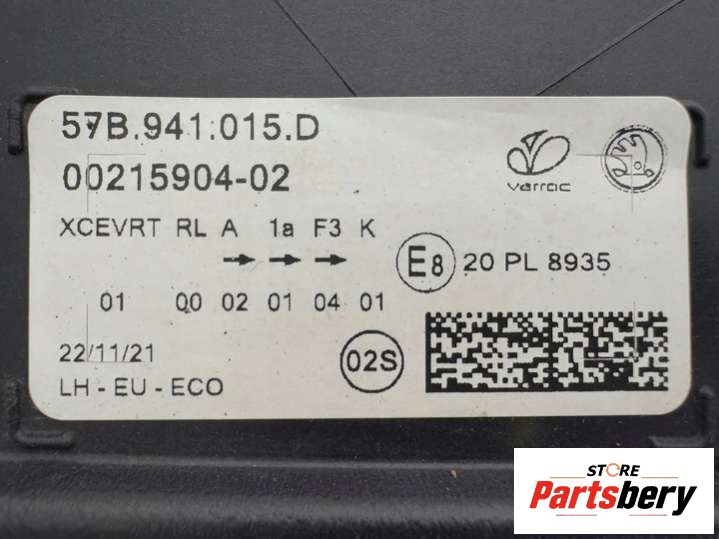 57B.941.015.D
00215904-02
varroc
XCEVRT RL A 1a F3 K
E8 20 PL 8935
01 00 02 01 04 01
22/11/21
02S
LH - EU - ECO
STORE
Partsbery